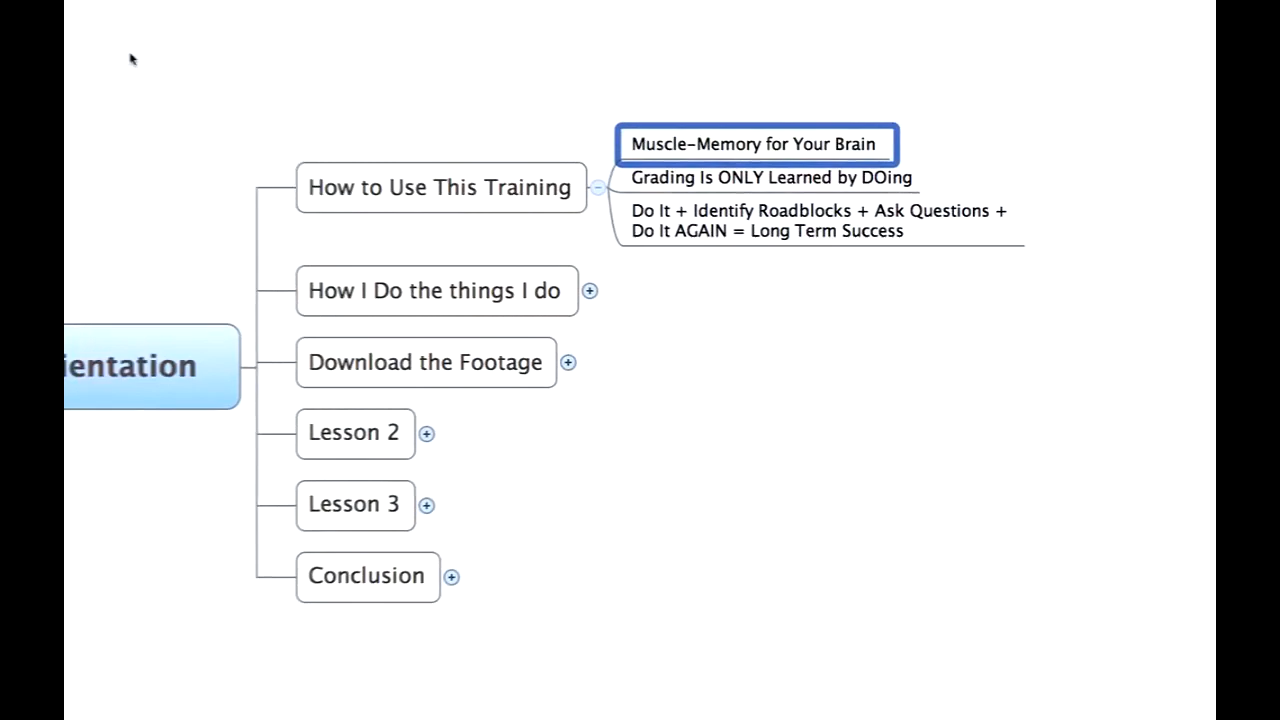 Muscle-Memory for Your Brain
How to Use This Training
Grading Is ONLY Learned by DOing
Do It + Identify Roadblocks + Ask Questions +
Do It AGAIN = Long Term Success
How I Do the things I do
Download the Footage
ientation
Lesson 2
Lesson 3
Conclusion